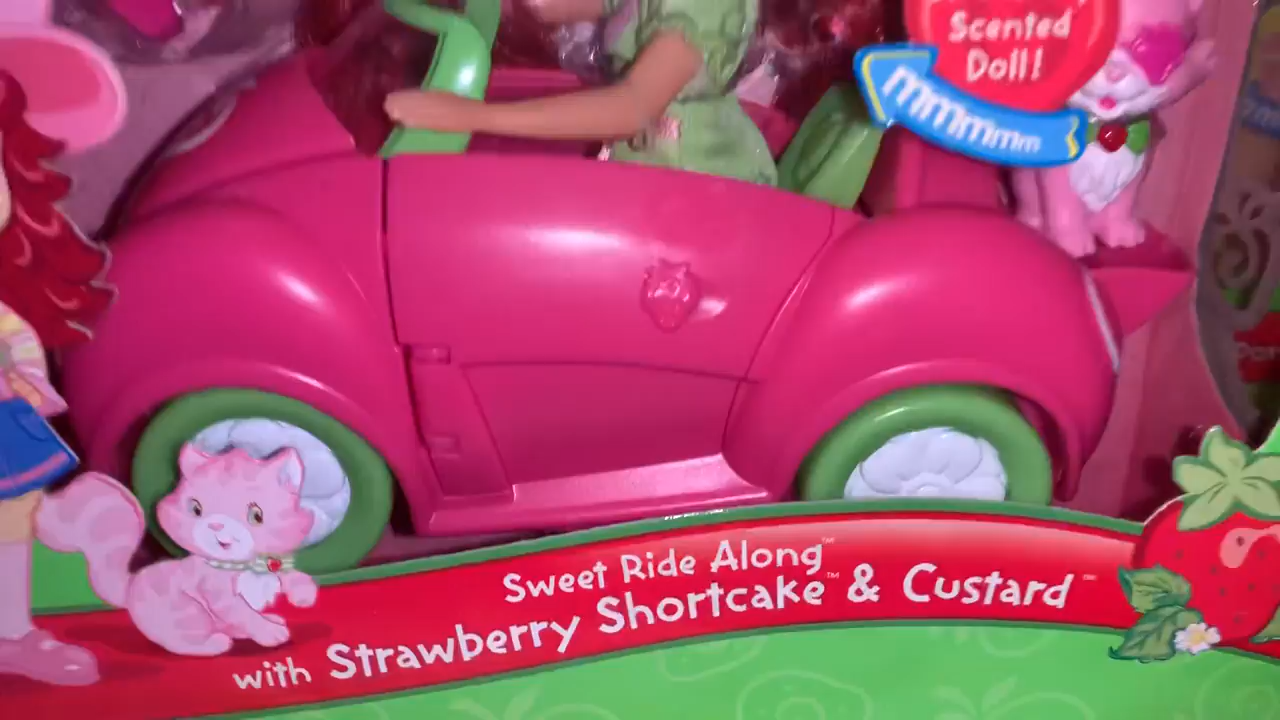 Scented
Doll!
mmmmm
Sweet Ride Along™
with Strawberry Shortcake™ & Custard™